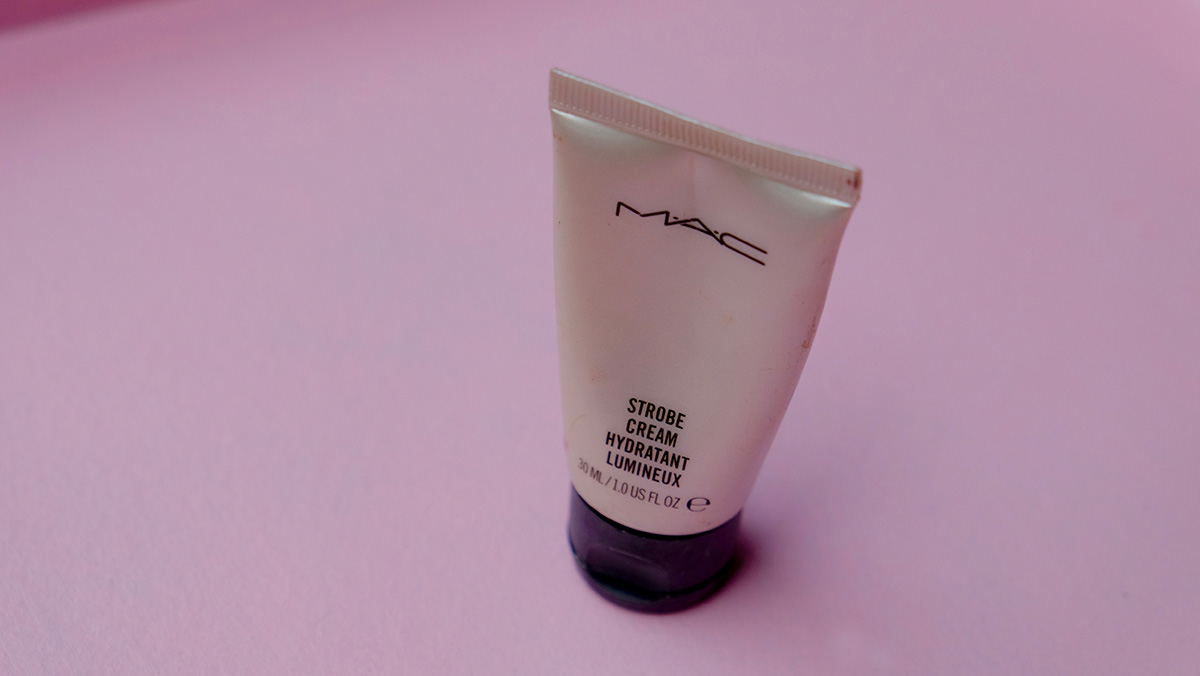 M·A·C
STROBE
CREAM
HYDRATANT
LUMINEUX
30 ML / 1.0 US FL OZ ℮